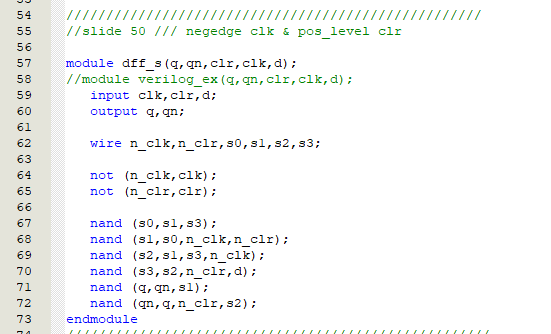 54 //////////////////////////////////////////////////////
55 //slide 50 /// negedge clk & pos_level clr
56
57 module dff_s(q,qn,clr,clk,d);
58 //module verilog_ex(q,qn,clr,clk,d);
59 input clk,clr,d;
60 output q,qn;
61
62 wire n_clk,n_clr,s0,s1,s2,s3;
63
64 not (n_clk,clk);
65 not (n_clr,clr);
66
67 nand (s0,s1,s3);
68 nand (s1,s0,n_clk,n_clr);
69 nand (s2,s1,s3,n_clk);
70 nand (s3,s2,n_clr,d);
71 nand (q,qn,s1);
72 nand (qn,q,n_clr,s2);
73 endmodule